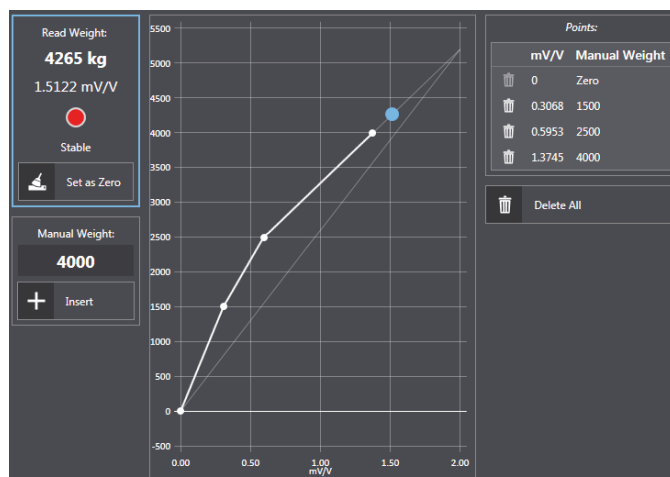 Read Weight:
4265 kg
1.5122 mV/V
Stable
Set as Zero
Manual Weight:
4000
Insert
5500
5000
4500
4000
3500
3000
2500
2000
1500
1000
500
0
-500
0.00 0.50 1.00 1.50 2.00
mV/V
Points:
mV/V Manual Weight
0 Zero
0.3068 1500
0.5953 2500
1.3745 4000
Delete All